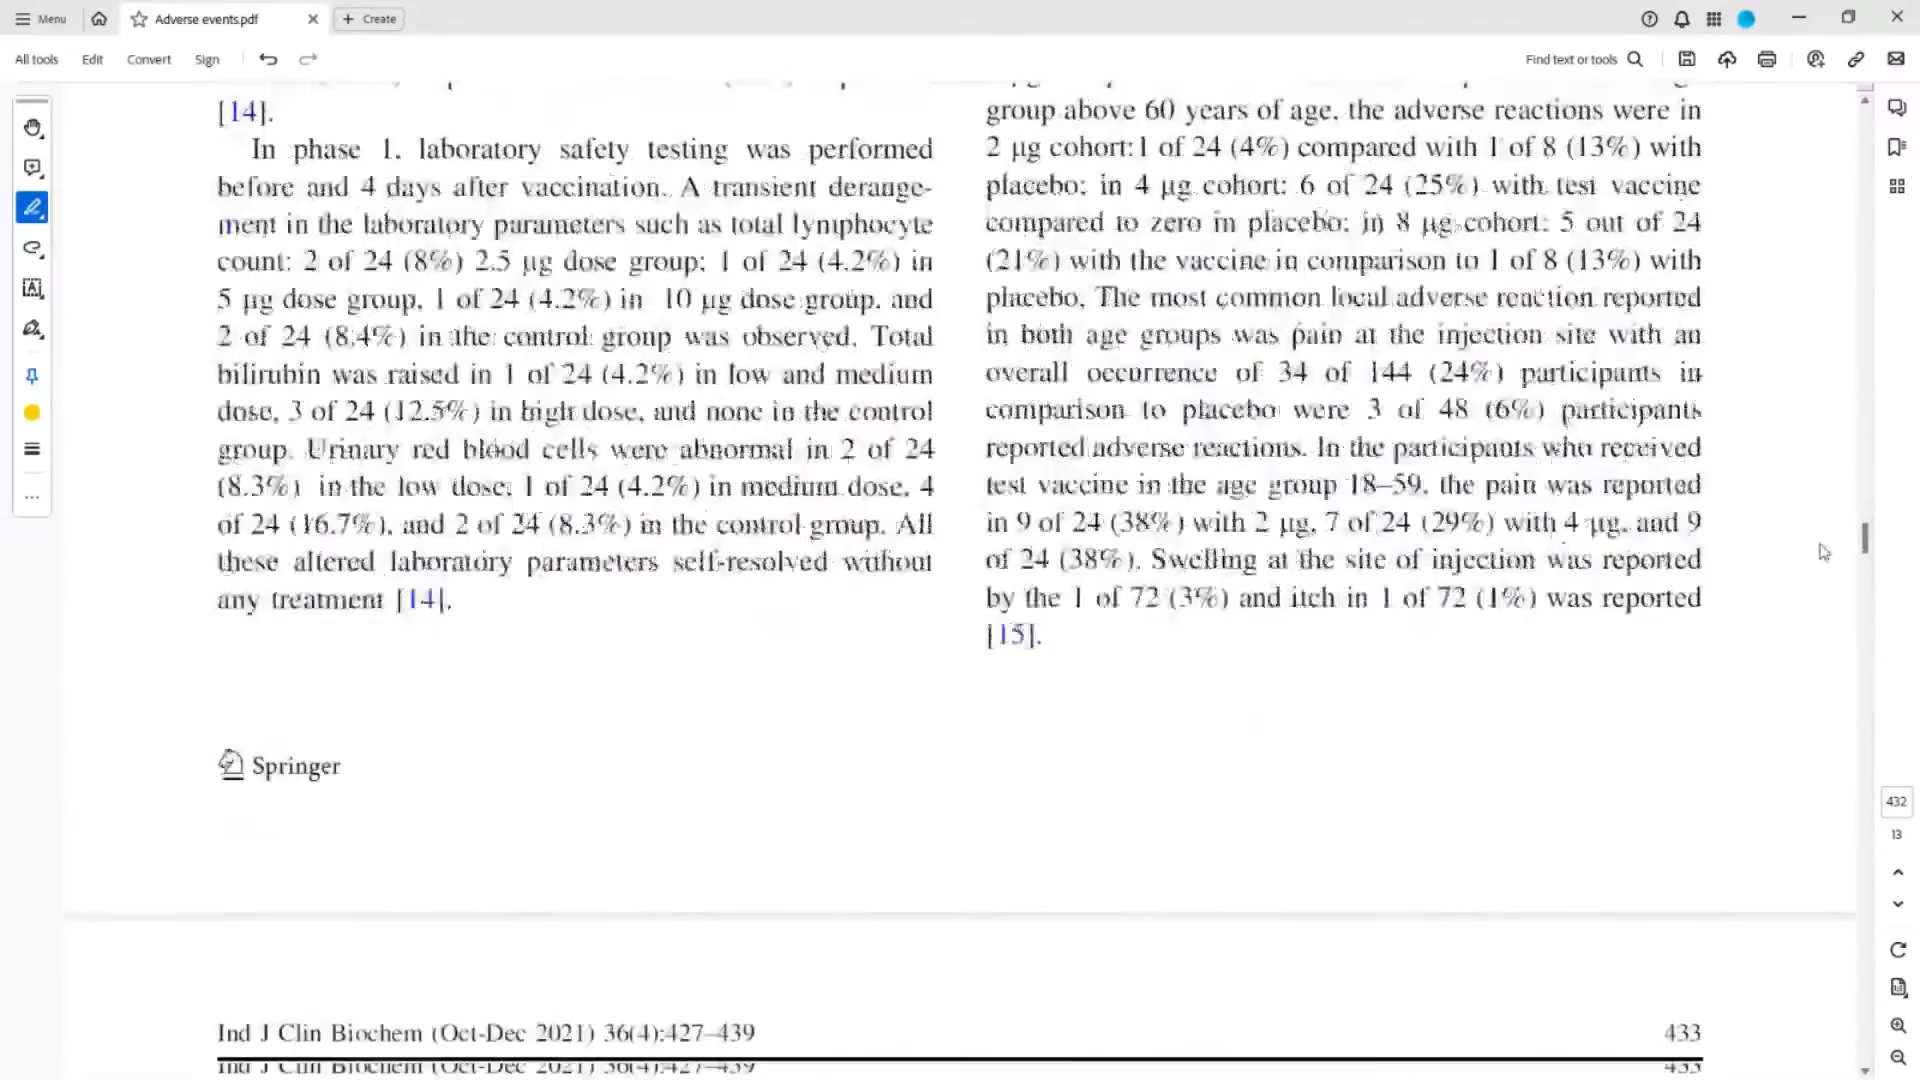 Menu
Adverse events.pdf
Create
All tools
Edit
Convert
Sign
Find text or tools
[14].
In phase 1, laboratory safety testing was performed
before and 4 days after vaccination. A transient derange-
ment in the laboratory parameters such as total lymphocyte
count: 2 of 24 (8%) 2.5 μg dose group; 1 of 24 (4.2%) in
5 μg dose group, 1 of 24 (4.2%) in 10 μg dose group, and
2 of 24 (8.4%) in the control group was observed. Total
bilirubin was raised in 1 of 24 (4.2%) in low and medium
dose, 3 of 24 (12.5%) in high dose, and none in the control
group. Urinary red blood cells were abnormal in 2 of 24
(8.3%) in the low dose, 1 of 24 (4.2%) in medium dose, 4
of 24 (16.7%), and 2 of 24 (8.3%) in the control group. All
these altered laboratory parameters self-resolved without
any treatment [14].
group above 60 years of age, the adverse reactions were in
2 μg cohort:1 of 24 (4%) compared with 1 of 8 (13%) with
placebo; in 4 μg cohort: 6 of 24 (25%) with test vaccine
compared to zero in placebo; in 8 μg cohort: 5 out of 24
(21%) with the vaccine in comparison to 1 of 8 (13%) with
placebo. The most common local adverse reaction reported
in both age groups was pain at the injection site with an
overall occurrence of 34 of 144 (24%) participants in
comparison to placebo were 3 of 48 (6%) participants
reported adverse reactions. In the participants who received
test vaccine in the age group 18–59, the pain was reported
in 9 of 24 (38%) with 2 μg, 7 of 24 (29%) with 4 μg, and 9
of 24 (38%). Swelling at the site of injection was reported
by the 1 of 72 (3%) and itch in 1 of 72 (1%) was reported
[15].
Springer
432
13
Ind J Clin Biochem (Oct-Dec 2021) 36(4):427–439 433
Ind J Clin Biochem (Oct-Dec 2021) 36(4):427–439 433